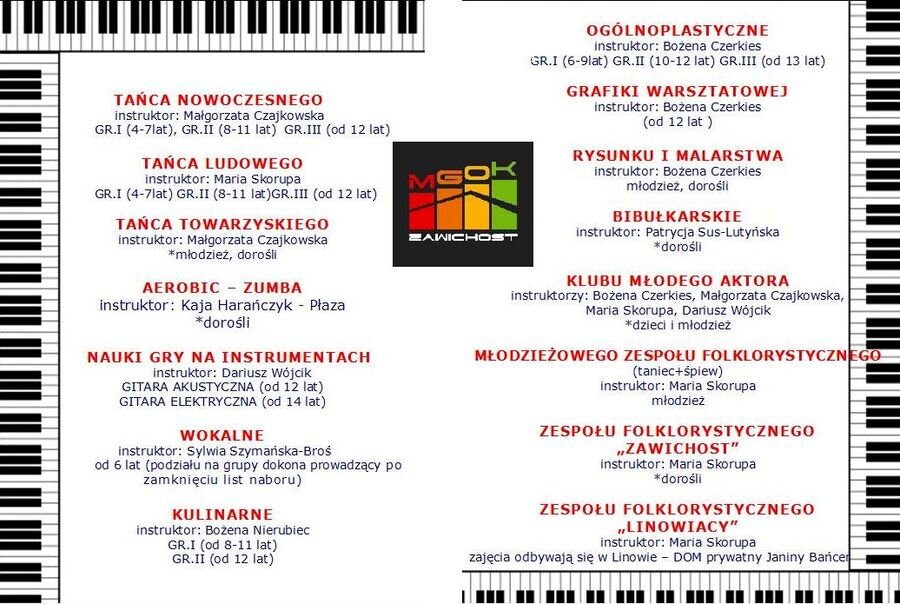 TAŃCA NOWOCZESNEGO
instruktor: Małgorzata Czajkowska
GR.I (4-7lat), GR.II (8-11 lat) GR.III (od 12 lat)
TAŃCA LUDOWEGO
instruktor: Maria Skorupa
GR.I (4-7lat) GR.II (8-11 lat)GR.III (od 12 lat)
TAŃCA TOWARZYSKIEGO
instruktor: Małgorzata Czajkowska
*młodzież, dorośli
AEROBIC – ZUMBA
instruktor: Kaja Harańczyk - Płaza
*dorośli
NAUKI GRY NA INSTRUMENTACH
instruktor: Dariusz Wójcik
GITARA AKUSTYCZNA (od 12 lat)
GITARA ELEKTRYCZNA (od 14 lat)
WOKALNE
instruktor: Sylwia Szymańska-Broś
od 6 lat (podziału na grupy dokona prowadzący po
zamknięciu list naboru)
KULINARNE
instruktor: Bożena Nierubiec
GR.I (od 8-11 lat)
GR.II (od 12 lat)
MGOK
ZAWICHOST
OGÓLNOPLASTYCZNE
instruktor: Bożena Czerkies
GR.I (6-9lat) GR.II (10-12 lat) GR.III (od 13 lat)
GRAFIKI WARSZTATOWEJ
instruktor: Bożena Czerkies
(od 12 lat )
RYSUNKU I MALARSTWA
instruktor: Bożena Czerkies
młodzież, dorośli
BIBUŁKARSKIE
instruktor: Patrycja Sus-Lutyńska
*dorośli
KLUBU MŁODEGO AKTORA
instruktorzy: Bożena Czerkies, Małgorzata Czajkowska,
Maria Skorupa, Dariusz Wójcik
*dzieci i młodzież
MŁODZIEŻOWEGO ZESPOŁU FOLKLORYSTYCZNEGO
(taniec+śpiew)
instruktor: Maria Skorupa
młodzież
ZESPOŁU FOLKLORYSTYCZNEGO
„ZAWICHOST”
instruktor: Maria Skorupa
*dorośli
ZESPOŁU FOLKLORYSTYCZNEGO
„LINOWIACY”
instruktor: Maria Skorupa
zajęcia odbywają się w Linowie – DOM prywatny Janiny Bańcer